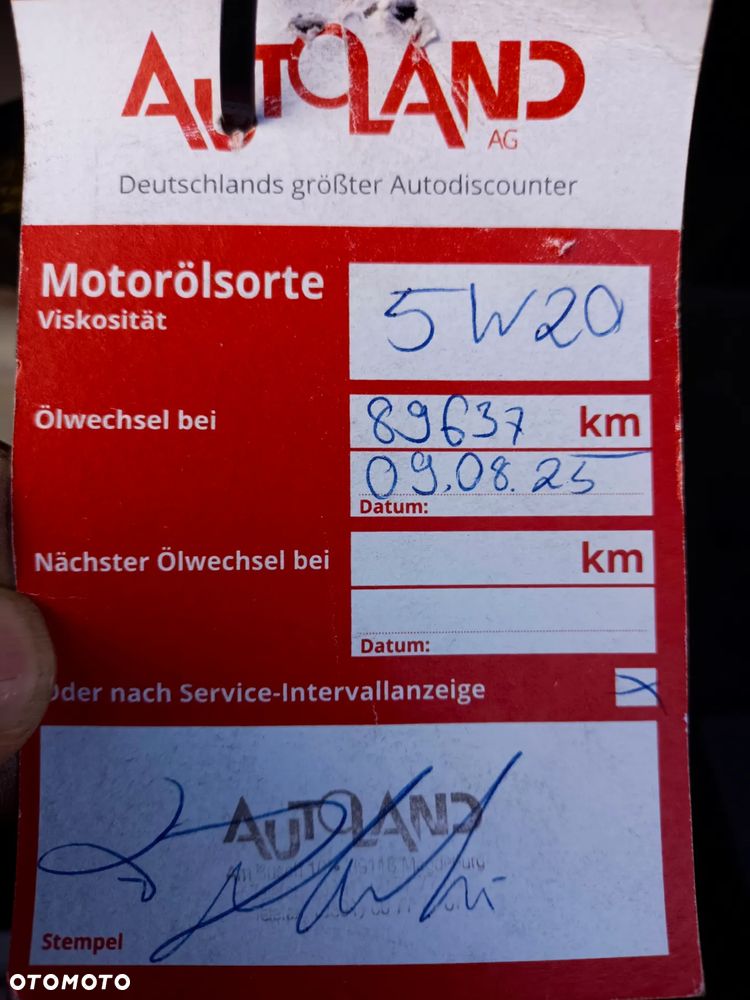 AUTOLAND
AG
Deutschlands größter Autodiscounter
Motorölsorte
Viskosität
5W20
Ölwechsel bei
89637 km
09.08.25
Datum:
Nächster Ölwechsel bei
km
Datum:
Oder nach Service-Intervallanzeige
AUTOLAND
Stempel
OTOMOTO